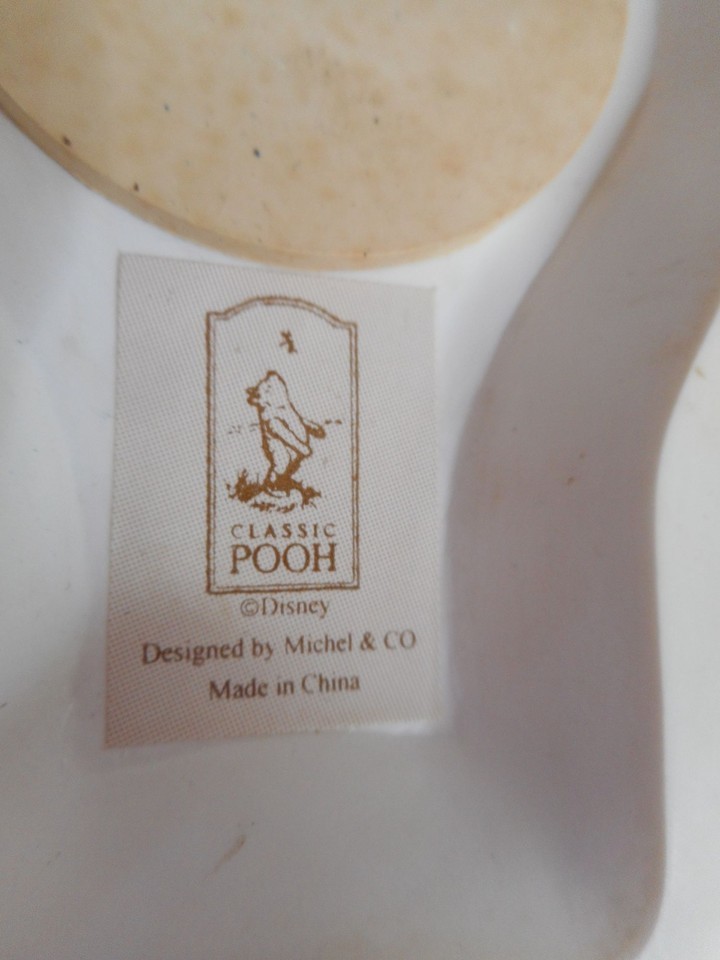 CLASSIC
POOH
©Disney
Designed by Michel & CO
Made in China